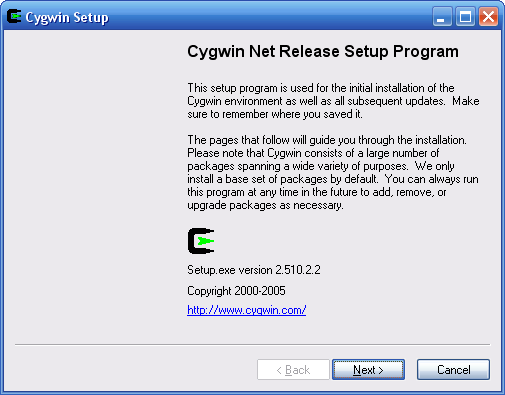 Cygwin Setup
Cygwin Net Release Setup Program
This setup program is used for the initial installation of the
Cygwin environment as well as all subsequent updates.  Make
sure to remember where you saved it.
The pages that follow will guide you through the installation.
Please note that Cygwin consists of a large number of
packages spanning a wide variety of purposes.  We only
install a base set of packages by default.  You can always run
this program at any time in the future to add, remove, or
upgrade packages as necessary.
Setup.exe version 2.510.2.2
Copyright 2000-2005
http://www.cygwin.com/
< Back
Next >
Cancel